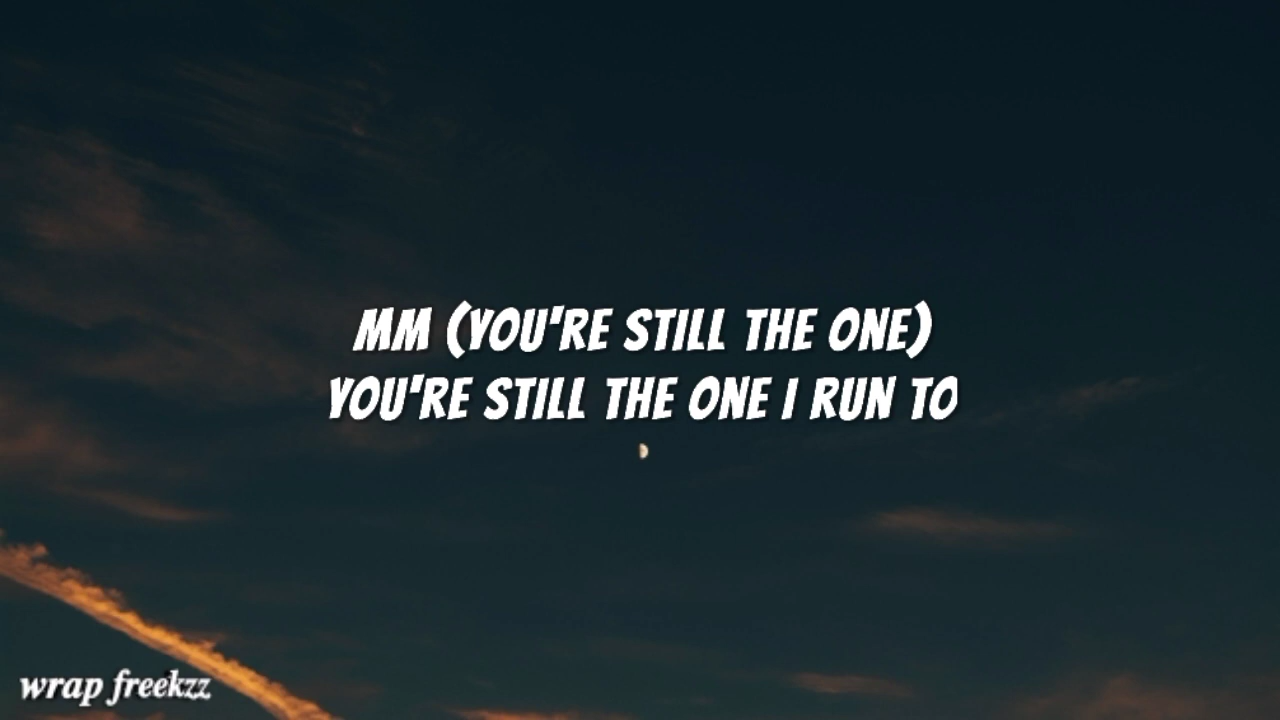 MM (YOU'RE STILL THE ONE)
YOU'RE STILL THE ONE I RUN TO
wrap freekzz